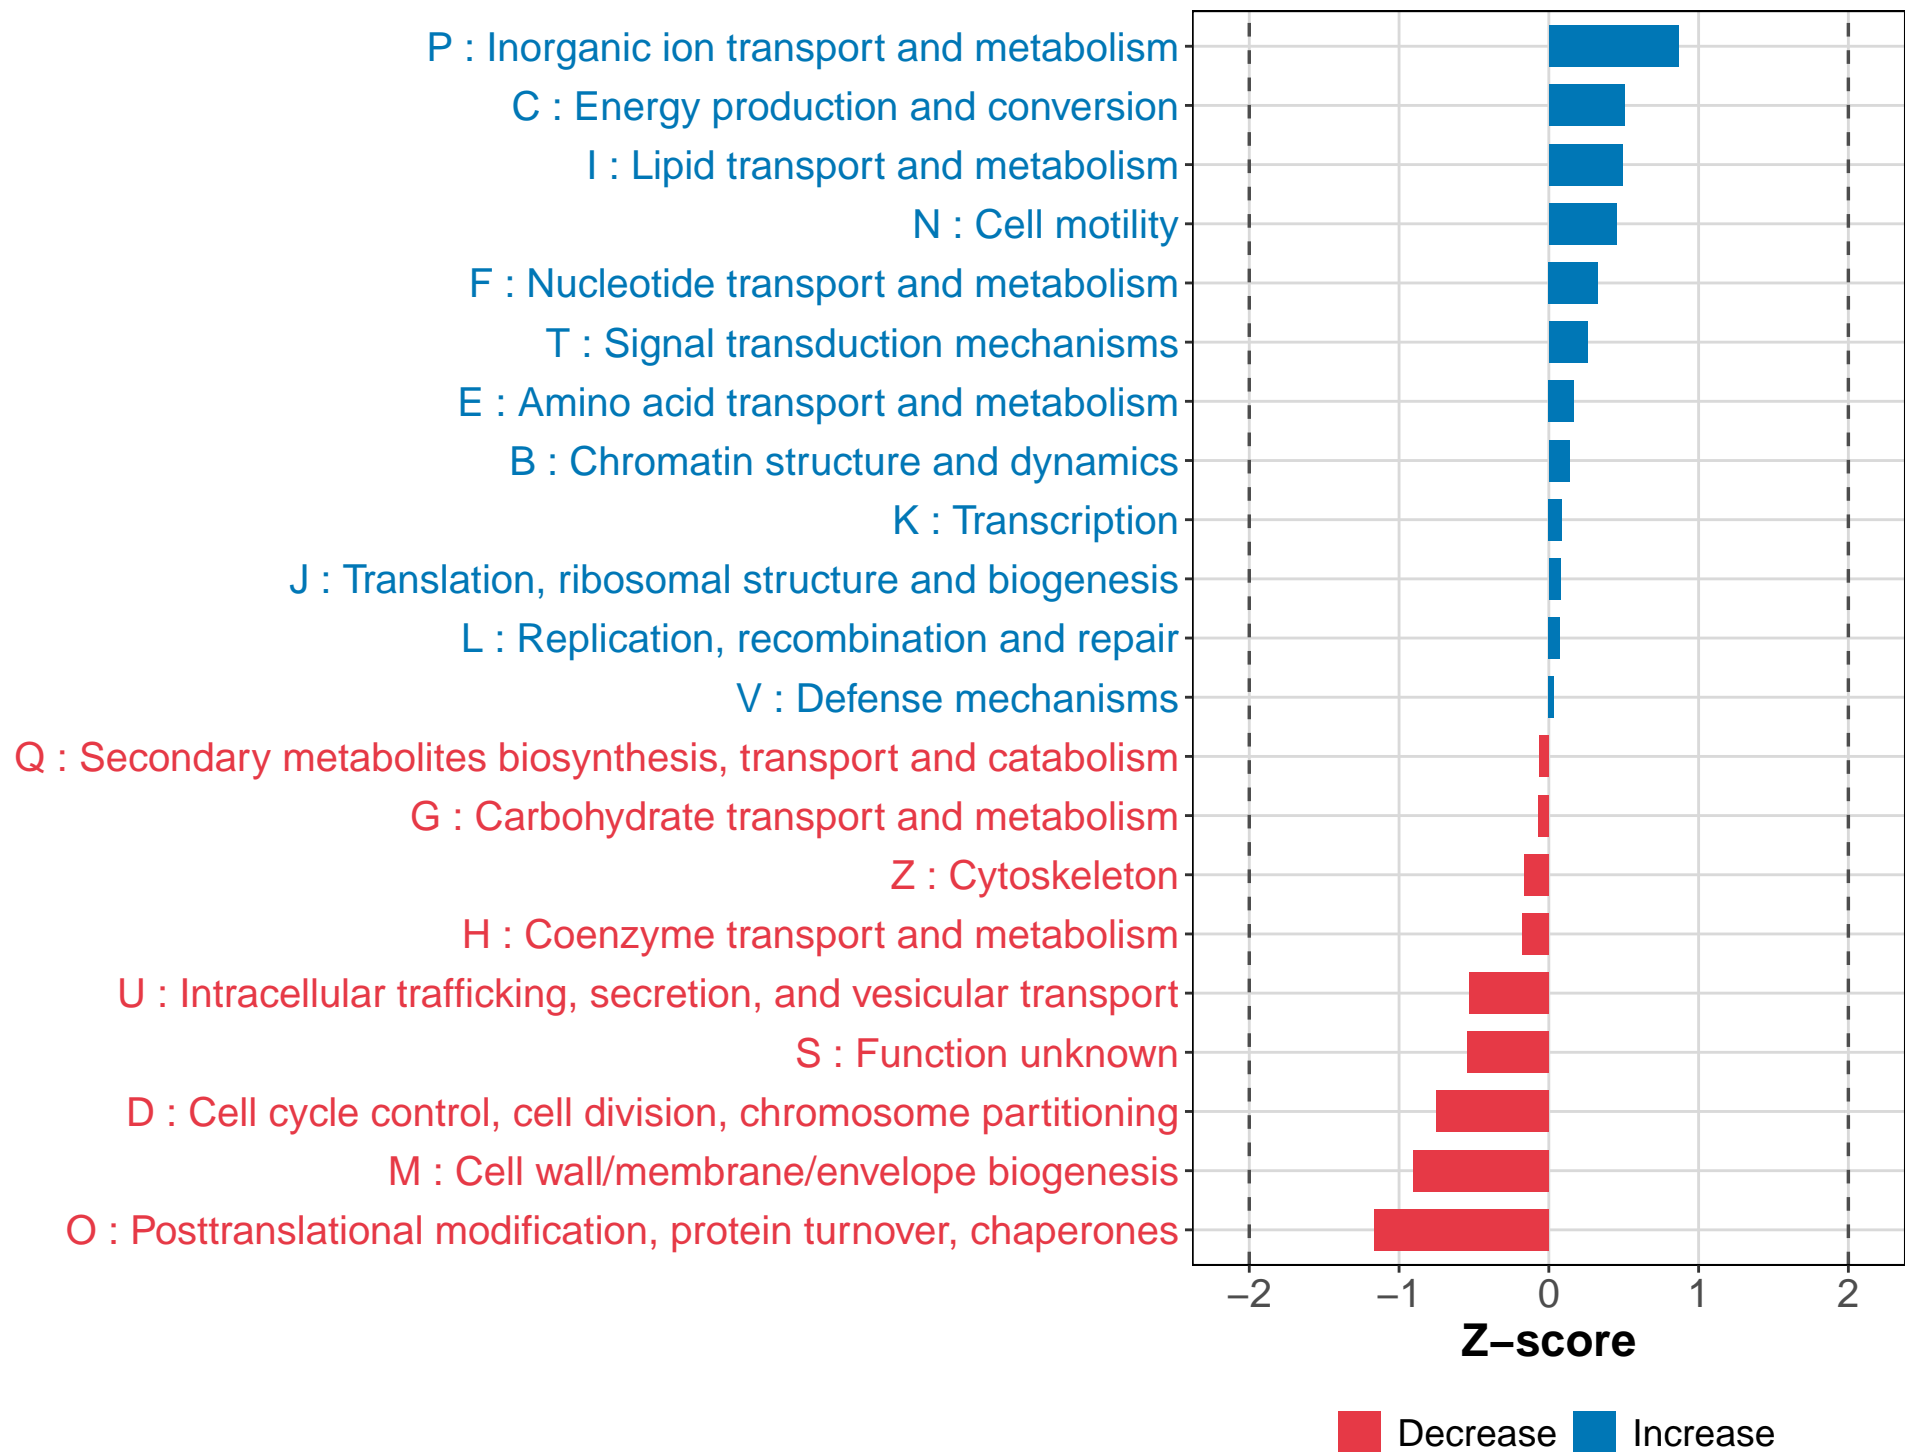 P : Inorganic ion transport and metabolism
C : Energy production and conversion
I : Lipid transport and metabolism
N : Cell motility
F : Nucleotide transport and metabolism
T : Signal transduction mechanisms
E : Amino acid transport and metabolism
B : Chromatin structure and dynamics
K : Transcription
J : Translation, ribosomal structure and biogenesis
L : Replication, recombination and repair
V : Defense mechanisms
Q : Secondary metabolites biosynthesis, transport and catabolism
G : Carbohydrate transport and metabolism
Z : Cytoskeleton
H : Coenzyme transport and metabolism
U : Intracellular trafficking, secretion, and vesicular transport
S : Function unknown
D : Cell cycle control, cell division, chromosome partitioning
M : Cell wall/membrane/envelope biogenesis
O : Posttranslational modification, protein turnover, chaperones
−2 −1 0 1 2
Z−score
Decrease Increase